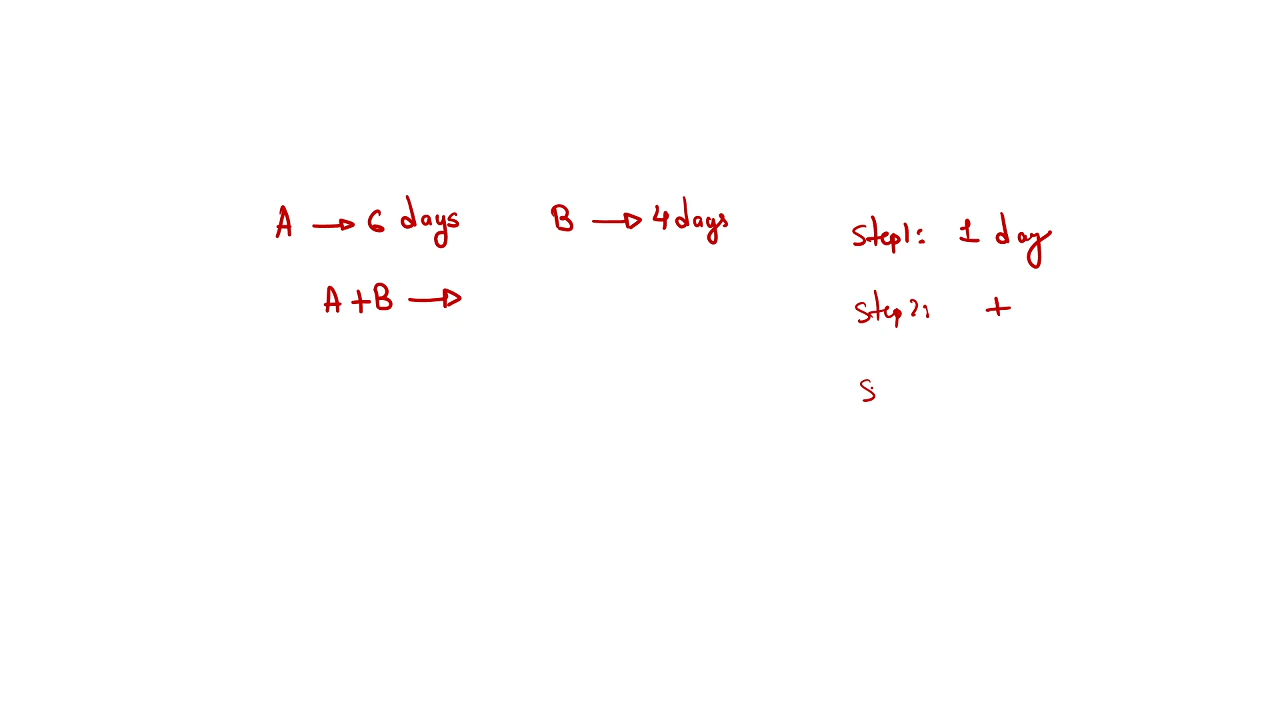 A → 6 days B → 4 days
A + B →
Step1: 1 day
Step2: +
S